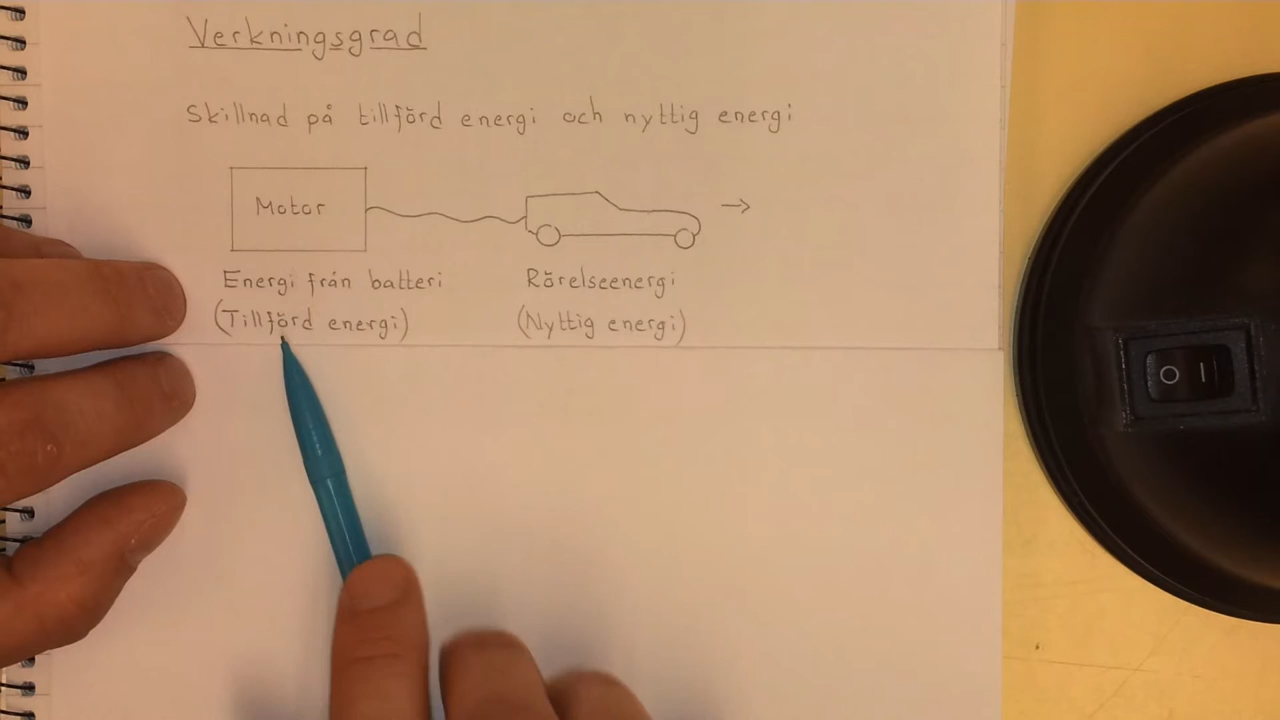 Verkningsgrad
Skillnad på tillförd energi och nyttig energi
Motor
Energi från batteri
(Tillförd energi)
Rörelseenergi
(Nyttig energi)